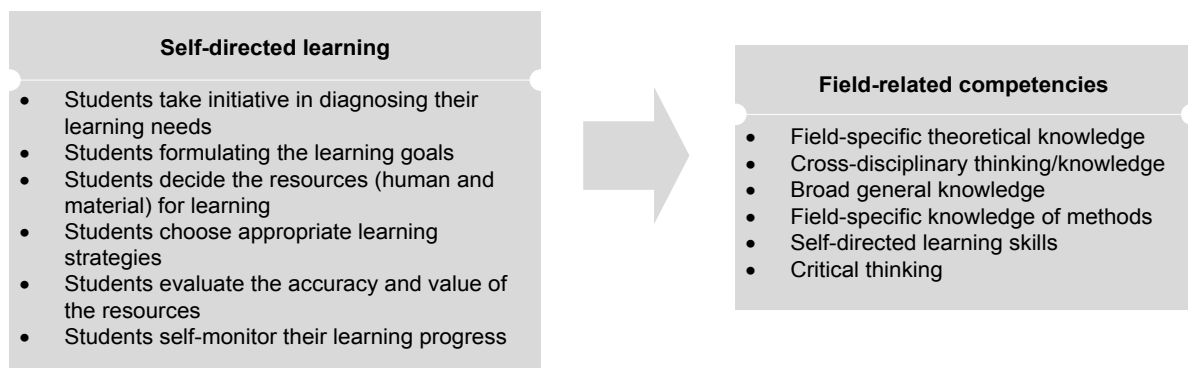 Self-directed learning
• Students take initiative in diagnosing their
learning needs
• Students formulating the learning goals
• Students decide the resources (human and
material) for learning
• Students choose appropriate learning
strategies
• Students evaluate the accuracy and value of
the resources
• Students self-monitor their learning progress
Field-related competencies
• Field-specific theoretical knowledge
• Cross-disciplinary thinking/knowledge
• Broad general knowledge
• Field-specific knowledge of methods
• Self-directed learning skills
• Critical thinking